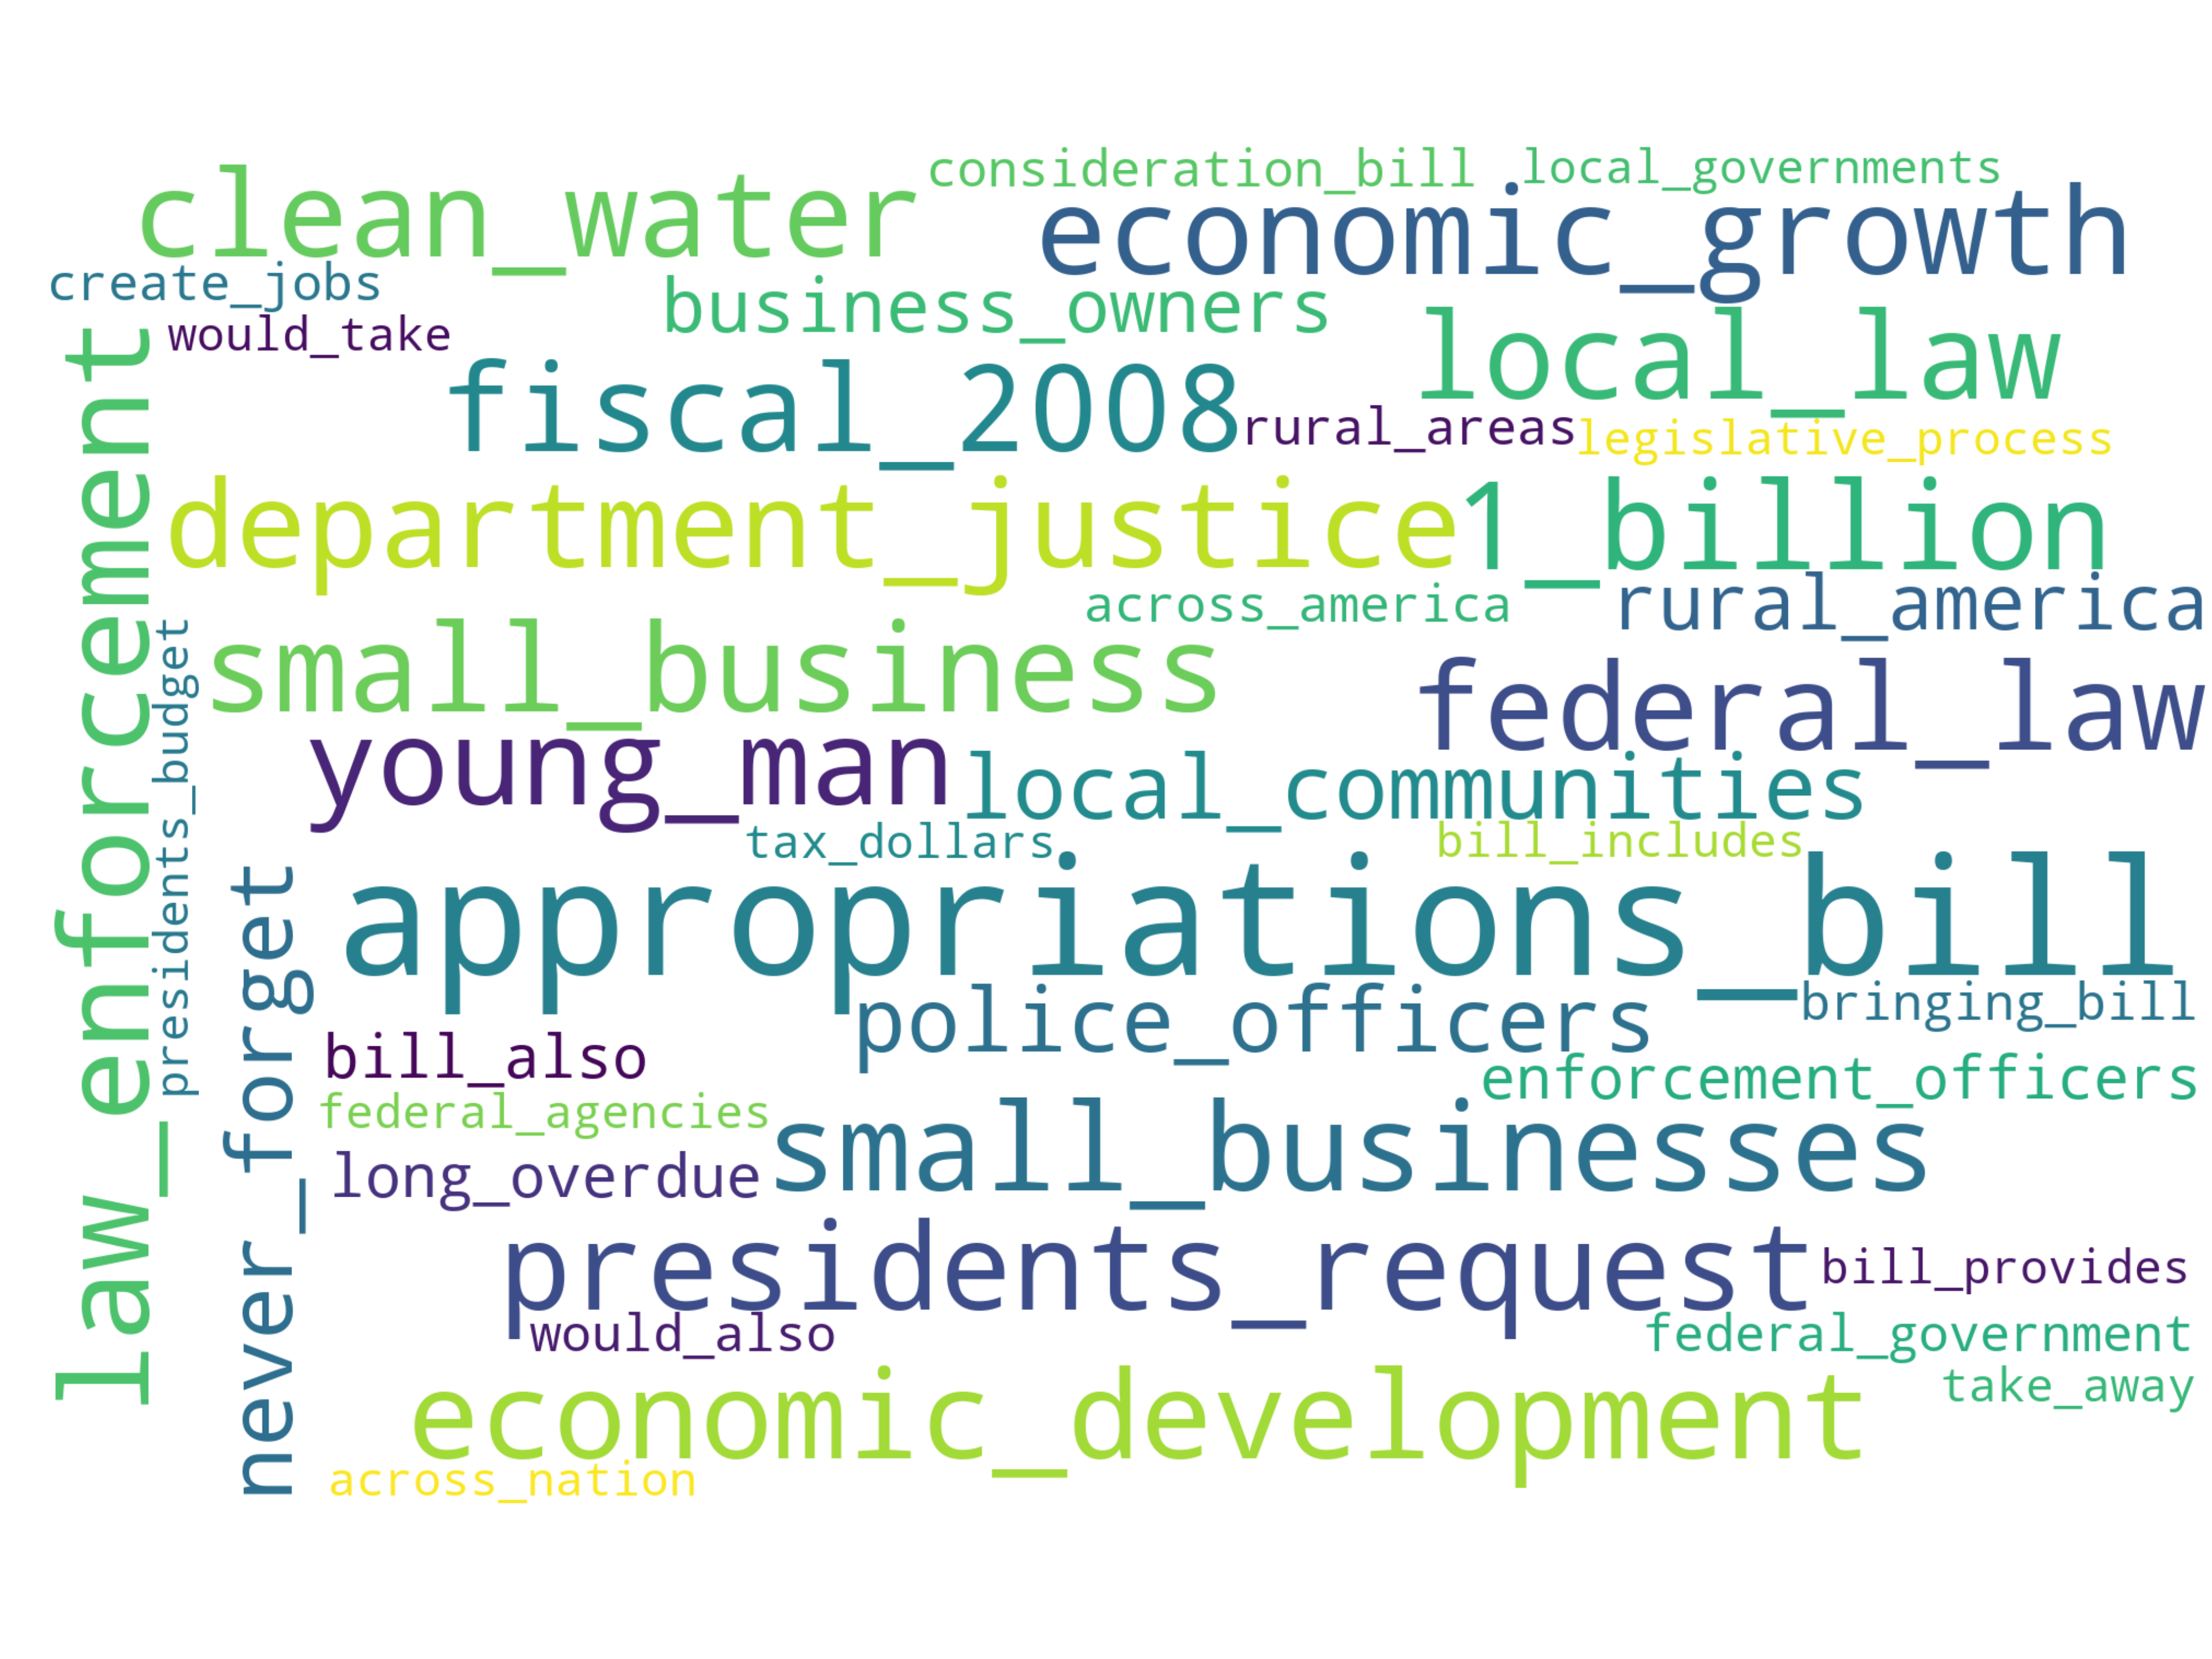 consideration_bill
local_governments
clean_water
economic_growth
create_jobs
business_owners
would_take
local_law
fiscal_2008
rural_areas
legislative_process
department_justice
1_billion
across_america
rural_america
small_business
federal_law
young_man
local_communities
tax_dollars
bill_includes
law_enforcement
presidents_budget
never_forget
appropriations_bill
police_officers
bringing_bill
bill_also
enforcement_officers
federal_agencies
small_businesses
long_overdue
presidents_request
bill_provides
would_also
federal_government
economic_development
take_away
across_nation